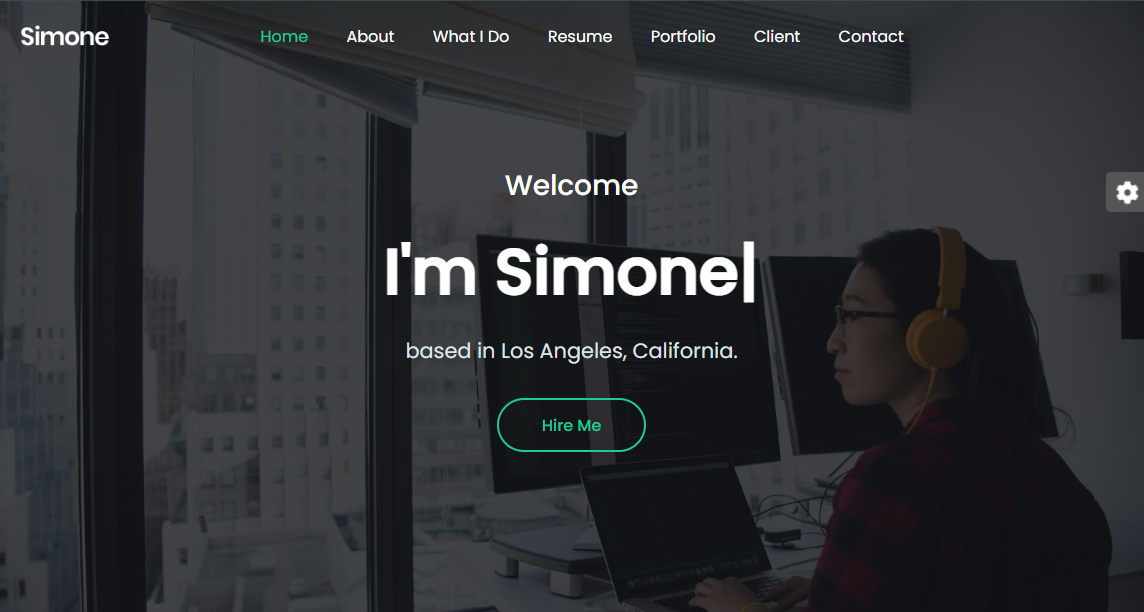 Simone
Home About What I Do Resume Portfolio Client Contact
Welcome
I'm Simone|
based in Los Angeles, California.
Hire Me